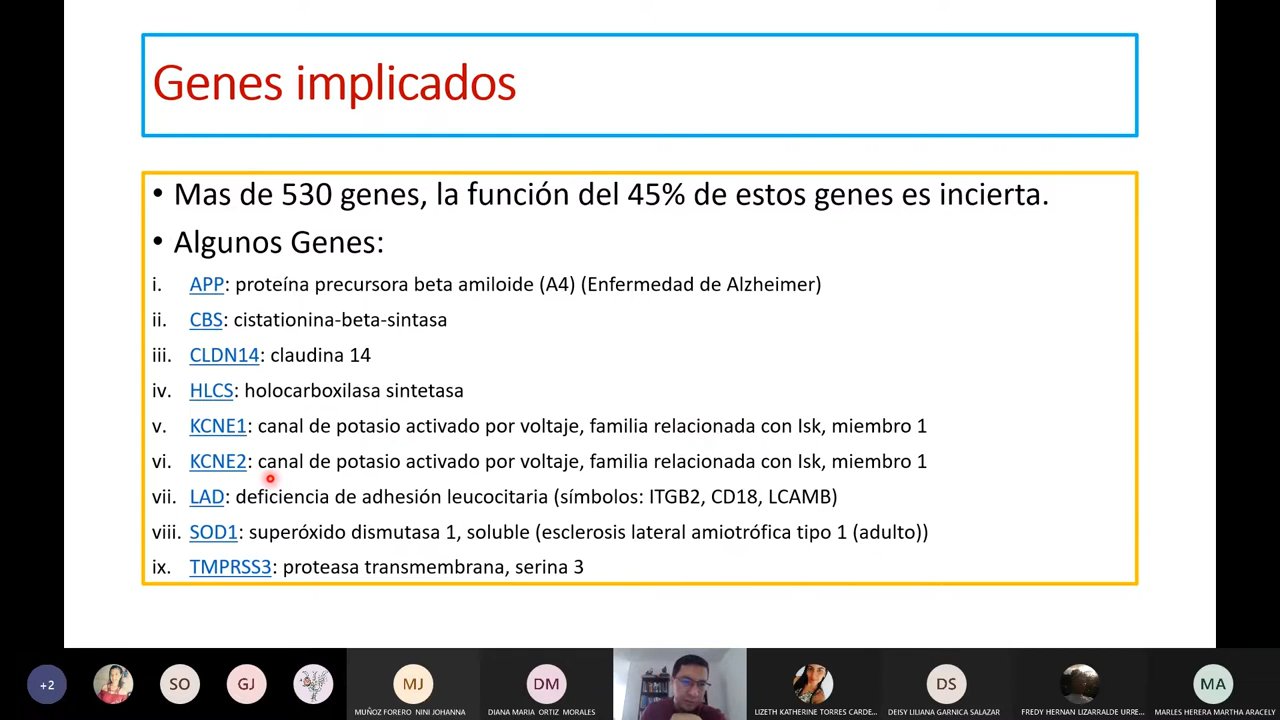 Genes implicados
• Mas de 530 genes, la función del 45% de estos genes es incierta.
• Algunos Genes:
i. APP: proteína precursora beta amiloide (A4) (Enfermedad de Alzheimer)
ii. CBS: cistationina-beta-sintasa
iii. CLDN14: claudina 14
iv. HLCS: holocarboxilasa sintetasa
v. KCNE1: canal de potasio activado por voltaje, familia relacionada con Isk, miembro 1
vi. KCNE2: canal de potasio activado por voltaje, familia relacionada con Isk, miembro 1
vii. LAD: deficiencia de adhesión leucocitaria (símbolos: ITGB2, CD18, LCAMB)
viii. SOD1: superóxido dismutasa 1, soluble (esclerosis lateral amiotrófica tipo 1 (adulto))
ix. TMPRSS3: proteasa transmembrana, serina 3
+2 SO GJ MJ DM DS MA
MUÑOZ FORERO NINI JOHANNA
DIANA MARIA ORTIZ MORALES
LIZETH KATHERINE TORRES CARDE...
DEISY LILIANA GARNICA SALAZAR
FREDY HERNAN LIZARRALDE URRE...
MARLES HERERA MARTHA ARACELY